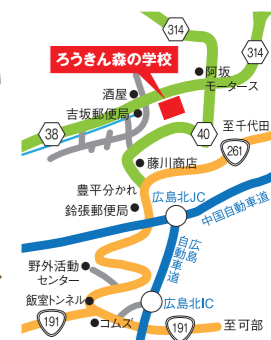 314
314
ろうきん森の学校
阿坂
モータース
酒屋
吉坂郵便局
38
40
至千代田
261
藤川商店
豊平分かれ
広島北JC
鈴張郵便局
中国自動車道
広島
自動車道
野外活動
センター
飯室トンネル
広島北IC
191
コムズ
191
至可部